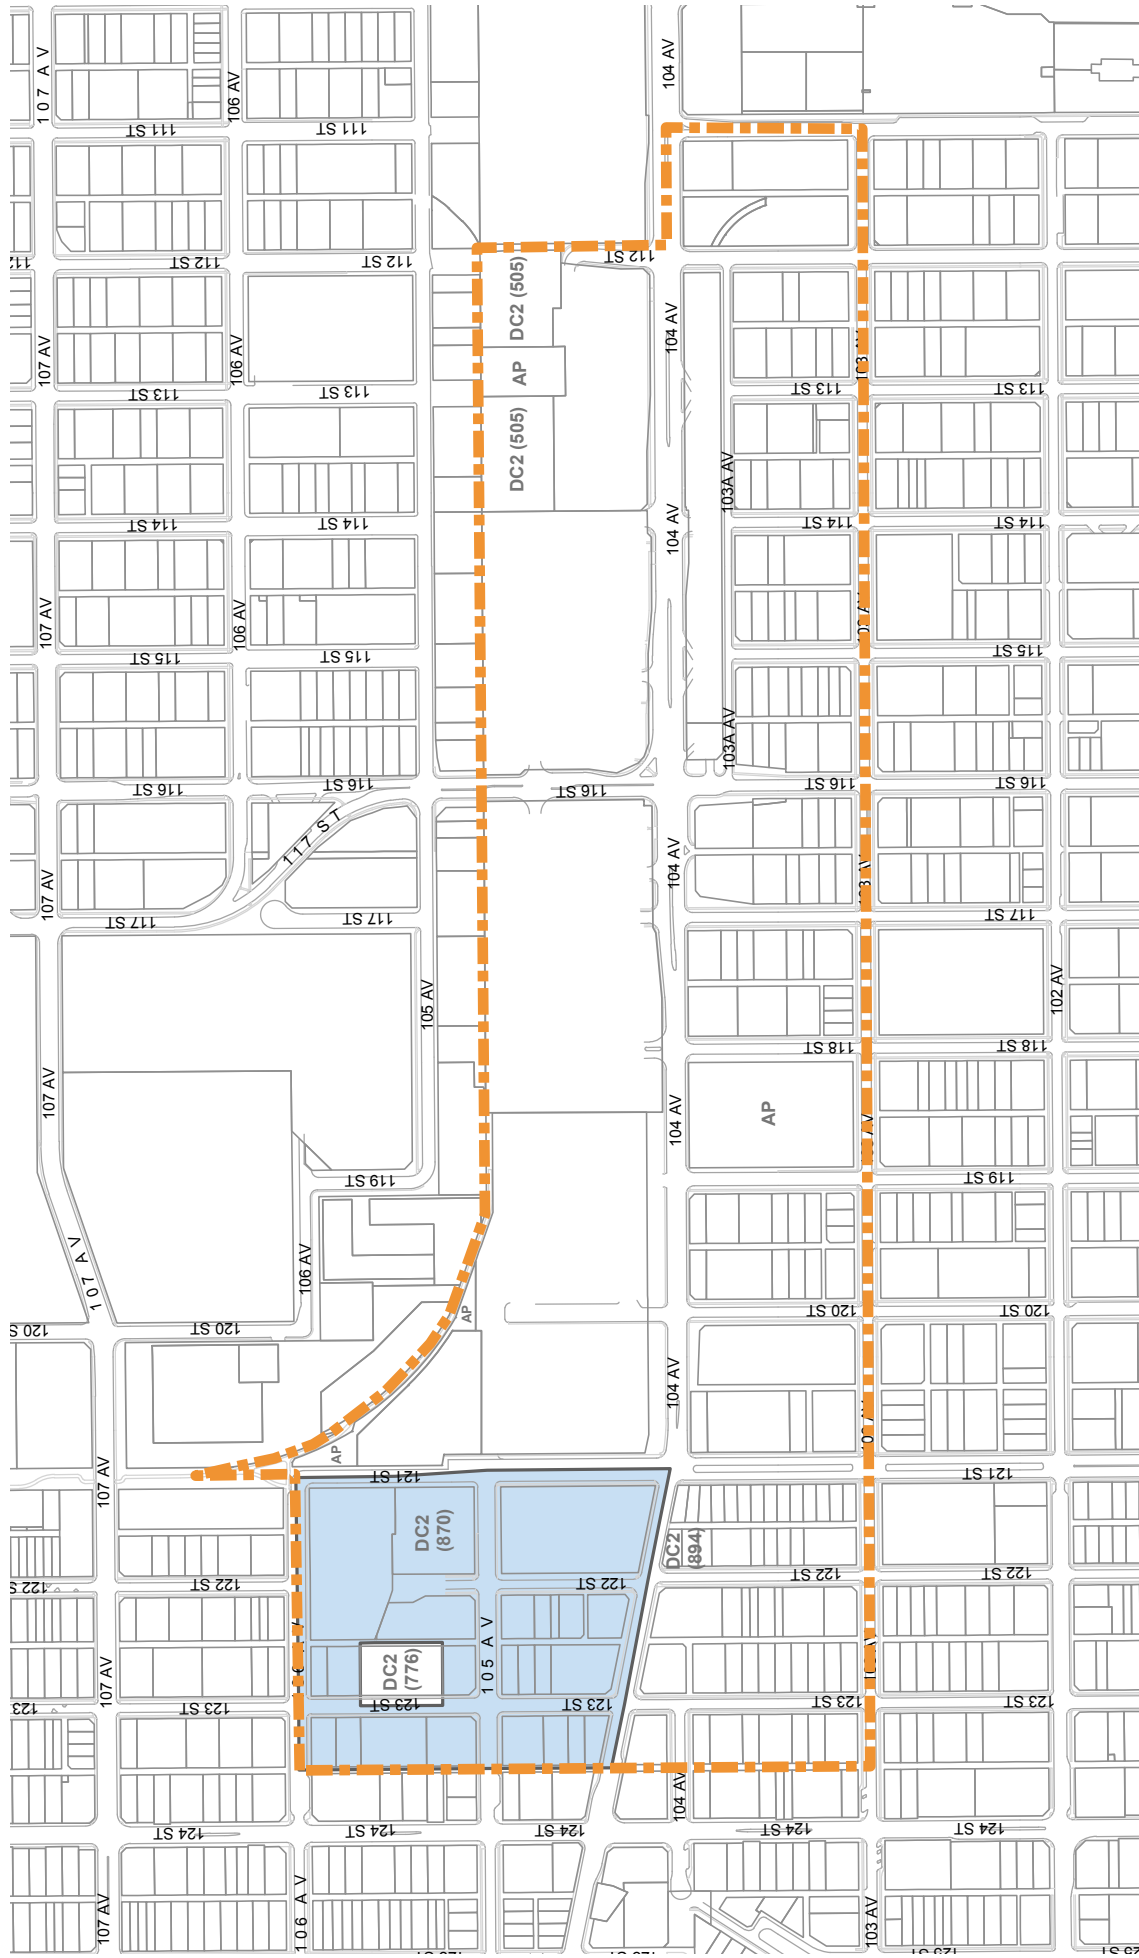 107 AV
106 AV
104 AV
111 ST
111 ST
112 ST
112 ST
112 ST
112
DC2 (505)
104 AV
107 AV
106 AV
AP
113 ST
113 ST
113 ST
113 ST
DC2 (505)
103A AV
114 ST
114 ST
114 ST
114 ST
104 AV
107 AV
106 AV
115 ST
115 ST
115 ST
103A AV
116 ST
116 ST
116 ST
116 ST
117 ST
104 AV
107 AV
117 ST
117 ST
117 ST
105 AV
102 AV
118 ST
118 ST
107 AV
104 AV
AP
119 ST
119 ST
107 AV
106 AV
AP
120 ST
120 ST
120 ST
120 ST
104 AV
AP
107 AV
121 ST
121 ST
DC2
(870)
DC2
(894)
122 ST
122 ST
122 ST
122 ST
122 ST
105 AV
DC2
(776)
107 AV
123 ST
123 ST
123 ST
123 ST
123 ST
123
104 AV
124 ST
124 ST
124 ST
124 ST
124 ST
107 AV
106 AV
103 AV